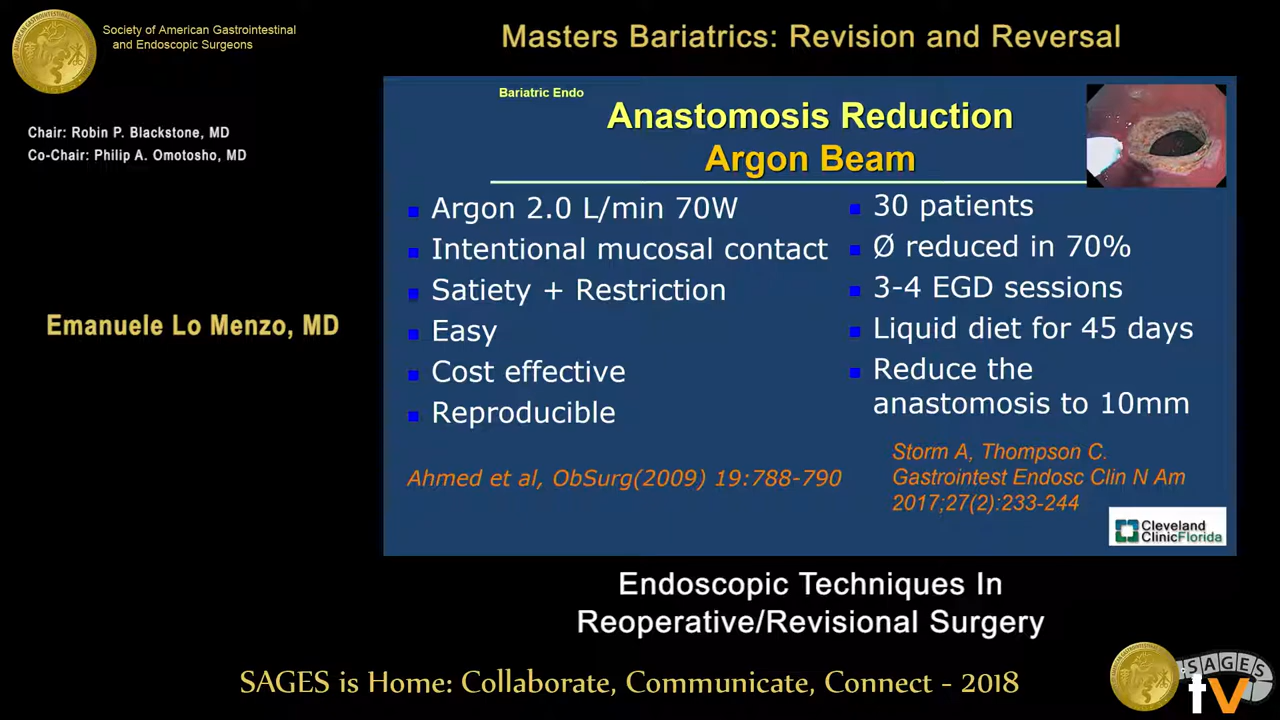 Society of American Gastrointestinal
and Endoscopic Surgeons
Masters Bariatrics: Revision and Reversal
Chair: Robin P. Blackstone, MD
Co-Chair: Philip A. Omotosho, MD
Emanuele Lo Menzo, MD
Bariatric Endo
Anastomosis Reduction
Argon Beam
Argon 2.0 L/min 70W
Intentional mucosal contact
Satiety + Restriction
Easy
Cost effective
Reproducible
Ahmed et al, ObSurg(2009) 19:788-790
30 patients
Ø reduced in 70%
3-4 EGD sessions
Liquid diet for 45 days
Reduce the
anastomosis to 10mm
Storm A, Thompson C.
Gastrointest Endosc Clin N Am
2017;27(2):233-244
Cleveland
ClinicFlorida
Endoscopic Techniques In
Reoperative/Revisional Surgery
SAGES is Home: Collaborate, Communicate, Connect - 2018
SAGES
tv